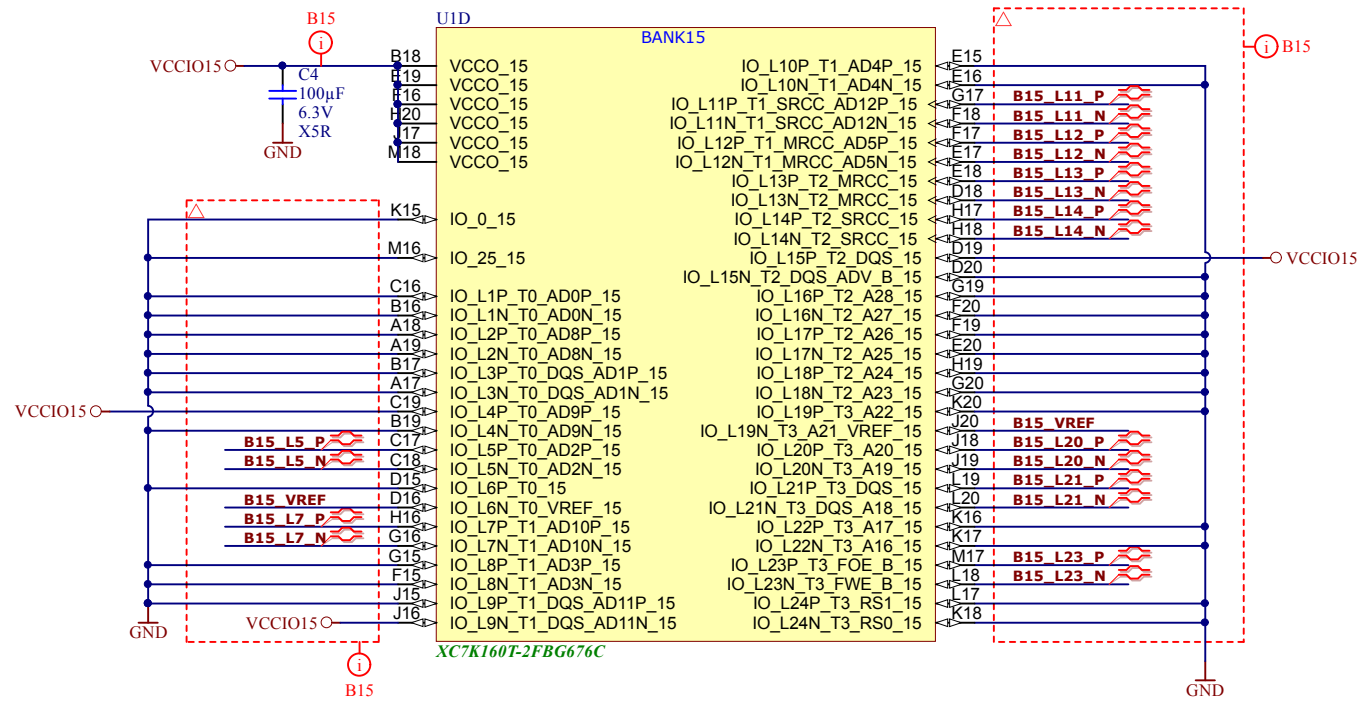 B15
U1D
BANK15
VCCIO15
C4
100µF
6.3V
X5R
GND
B18 VCCO_15
E19 VCCO_15
F16 VCCO_15
H20 VCCO_15
J17 VCCO_15
M18 VCCO_15
K15 IO_0_15
M16 IO_25_15
C16 IO_L1P_T0_AD0P_15
B16 IO_L1N_T0_AD0N_15
A18 IO_L2P_T0_AD8P_15
A19 IO_L2N_T0_AD8N_15
B17 IO_L3P_T0_DQS_AD1P_15
A17 IO_L3N_T0_DQS_AD1N_15
VCCIO15 C19 IO_L4P_T0_AD9P_15
B19 IO_L4N_T0_AD9N_15
B15_L5_P C17 IO_L5P_T0_AD2P_15
B15_L5_N C18 IO_L5N_T0_AD2N_15
D15 IO_L6P_T0_15
B15_VREF D16 IO_L6N_T0_VREF_15
B15_L7_P H16 IO_L7P_T1_AD10P_15
B15_L7_N G16 IO_L7N_T1_AD10N_15
G15 IO_L8P_T1_AD3P_15
F15 IO_L8N_T1_AD3N_15
J15 IO_L9P_T1_DQS_AD11P_15
VCCIO15 J16 IO_L9N_T1_DQS_AD11N_15
GND
B15
XC7K160T-2FBG676C
IO_L10P_T1_AD4P_15 E15
IO_L10N_T1_AD4N_15 E16
IO_L11P_T1_SRCC_AD12P_15 G17 B15_L11_P
IO_L11N_T1_SRCC_AD12N_15 F18 B15_L11_N
IO_L12P_T1_MRCC_AD5P_15 F17 B15_L12_P
IO_L12N_T1_MRCC_AD5N_15 E17 B15_L12_N
IO_L13P_T2_MRCC_15 E18 B15_L13_P
IO_L13N_T2_MRCC_15 D18 B15_L13_N
IO_L14P_T2_SRCC_15 H17 B15_L14_P
IO_L14N_T2_SRCC_15 H18 B15_L14_N
IO_L15P_T2_DQS_15 D19 VCCIO15
IO_L15N_T2_DQS_ADV_B_15 D20
IO_L16P_T2_A28_15 G19
IO_L16N_T2_A27_15 F20
IO_L17P_T2_A26_15 F19
IO_L17N_T2_A25_15 E20
IO_L18P_T2_A24_15 H19
IO_L18N_T2_A23_15 G20
IO_L19P_T3_A22_15 K20
IO_L19N_T3_A21_VREF_15 J20 B15_VREF
IO_L20P_T3_A20_15 J18 B15_L20_P
IO_L20N_T3_A19_15 J19 B15_L20_N
IO_L21P_T3_DQS_15 L19 B15_L21_P
IO_L21N_T3_DQS_A18_15 L20 B15_L21_N
IO_L22P_T3_A17_15 K16
IO_L22N_T3_A16_15 K17
IO_L23P_T3_FOE_B_15 M17 B15_L23_P
IO_L23N_T3_FWE_B_15 L18 B15_L23_N
IO_L24P_T3_RS1_15 L17
IO_L24N_T3_RS0_15 K18
GND
B15